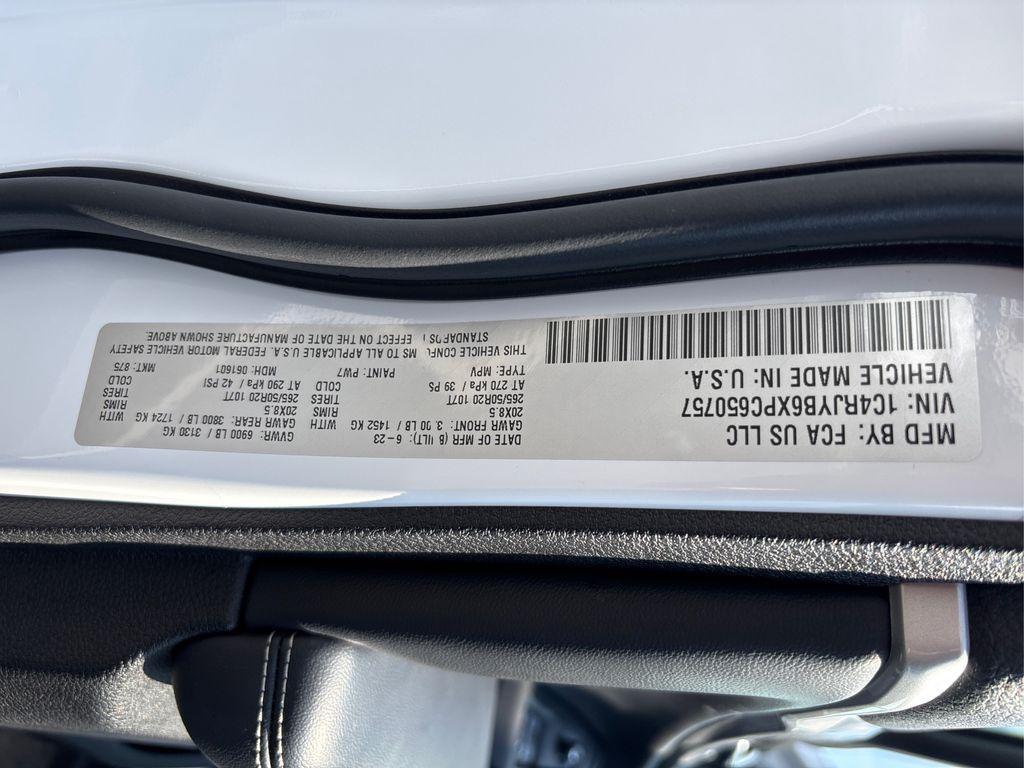 MFD BY: FCA US LLC
VIN: 1C4RJYB6XPC650757
VEHICLE MADE IN: U.S.A.
DATE OF MFR 6-23
GVWR: 6900 LB / 3130 KG
GAWR FRONT: LB / 1452 KG
WITH RIMS 20X8.5
TIRES 265/50R20 107T
COLD AT 270 kPa / 39 PS
GAWR REAR: 3800 LB / 1724 KG
WITH RIMS 20X8.5
TIRES 265/50R20 107T
COLD AT 290 kPa / 42 PSI
TYPE: MPV PAINT: PW7 MDH: 061601 MKT: 875
THIS VEHICLE TO ALL APPLICABLE U.S.A. FEDERAL MOTOR VEHICLE SAFETY
EFFECT ON THE DATE OF MANUFACTURE SHOWN ABOVE.